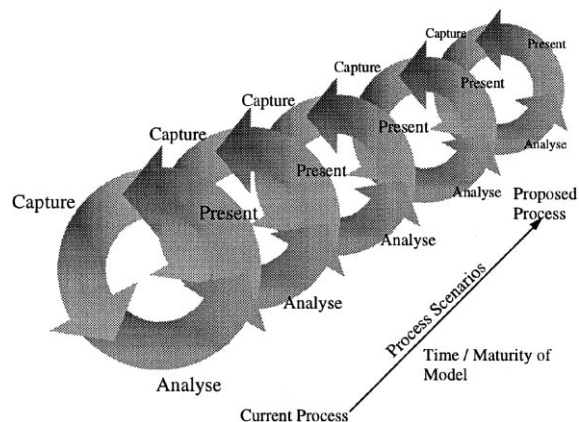 Capture
Present
Capture
Present
Analyse
Capture
Present
Analyse
Capture
Present
Analyse
Capture
Present
Analyse
Analyse
Proposed
Process
Process Scenarios
Time / Maturity of
Model
Current Process